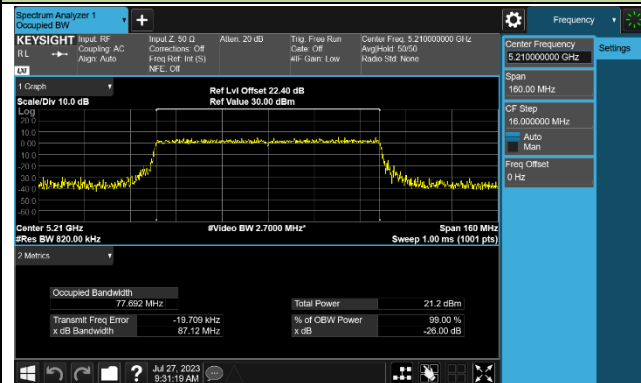 Spectrum Analyzer 1
Occupied BW
+
Frequency
KEYSIGHT
RL
LXI
Input: RF
Coupling: AC
Align: Auto
Input Z: 50 Ω
Corrections: Off
Freq Ref: Int (S)
NFE: Off
Atten: 20 dB
Trig: Free Run
Gate: Off
#IF Gain: Low
Center Freq: 5.210000000 GHz
Avg|Hold: 50/50
Radio Std: None
Center Frequency
5.210000000 GHz
Settings
Span
160.00 MHz
CF Step
16.000000 MHz
Auto
Man
Freq Offset
0 Hz
1 Graph
Scale/Div 10.0 dB
Ref Lvl Offset 22.40 dB
Ref Value 30.00 dBm
Log
20.0
10.0
0.00
-10.0
-20.0
-30.0
-40.0
-50.0
-60.0
Center 5.21 GHz
#Video BW 2.7000 MHz*
Span 160 MHz
#Res BW 820.00 kHz
Sweep 1.00 ms (1001 pts)
2 Metrics
Occupied Bandwidth
77.692 MHz
Total Power 21.2 dBm
Transmit Freq Error -19.709 kHz
% of OBW Power 99.00 %
x dB Bandwidth 87.12 MHz
x dB -26.00 dB
?
Jul 27, 2023
9:31:19 AM